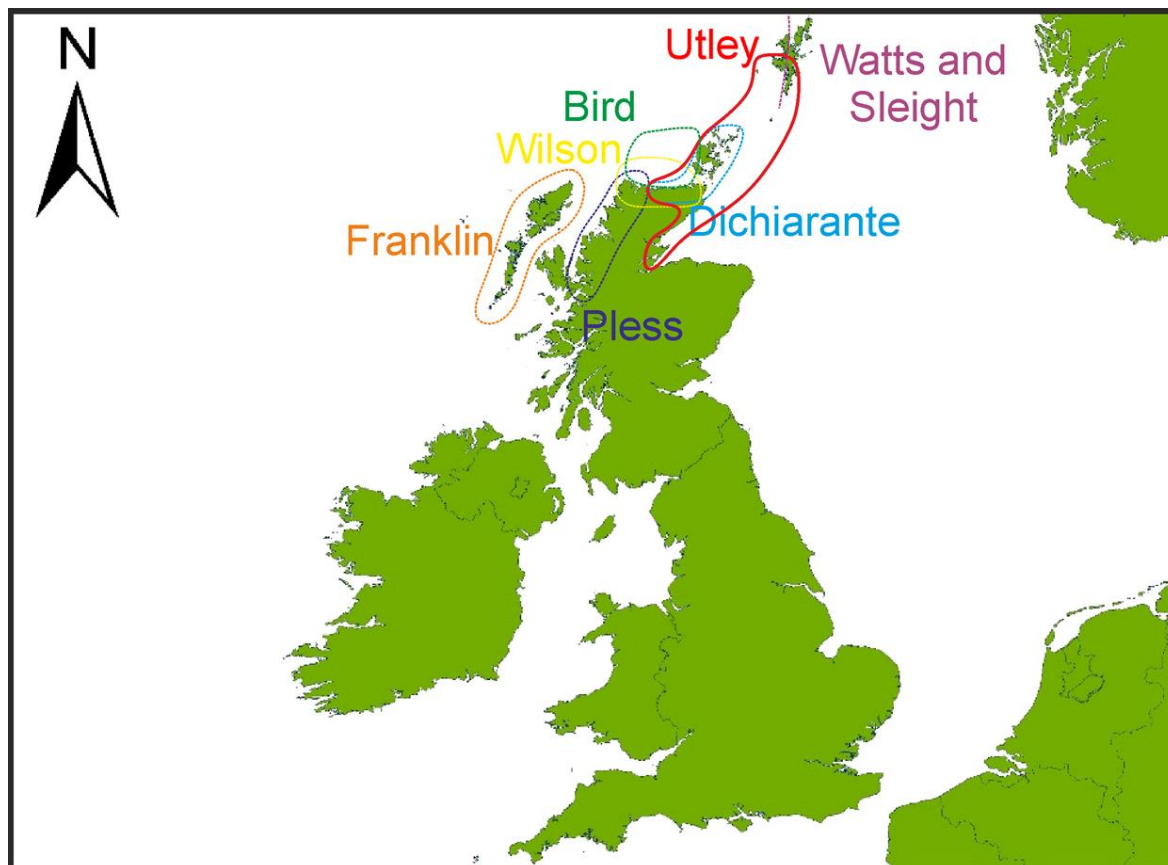 N
Utley
Watts and
Sleight
Bird
Wilson
Franklin
Dichiarante
Pless